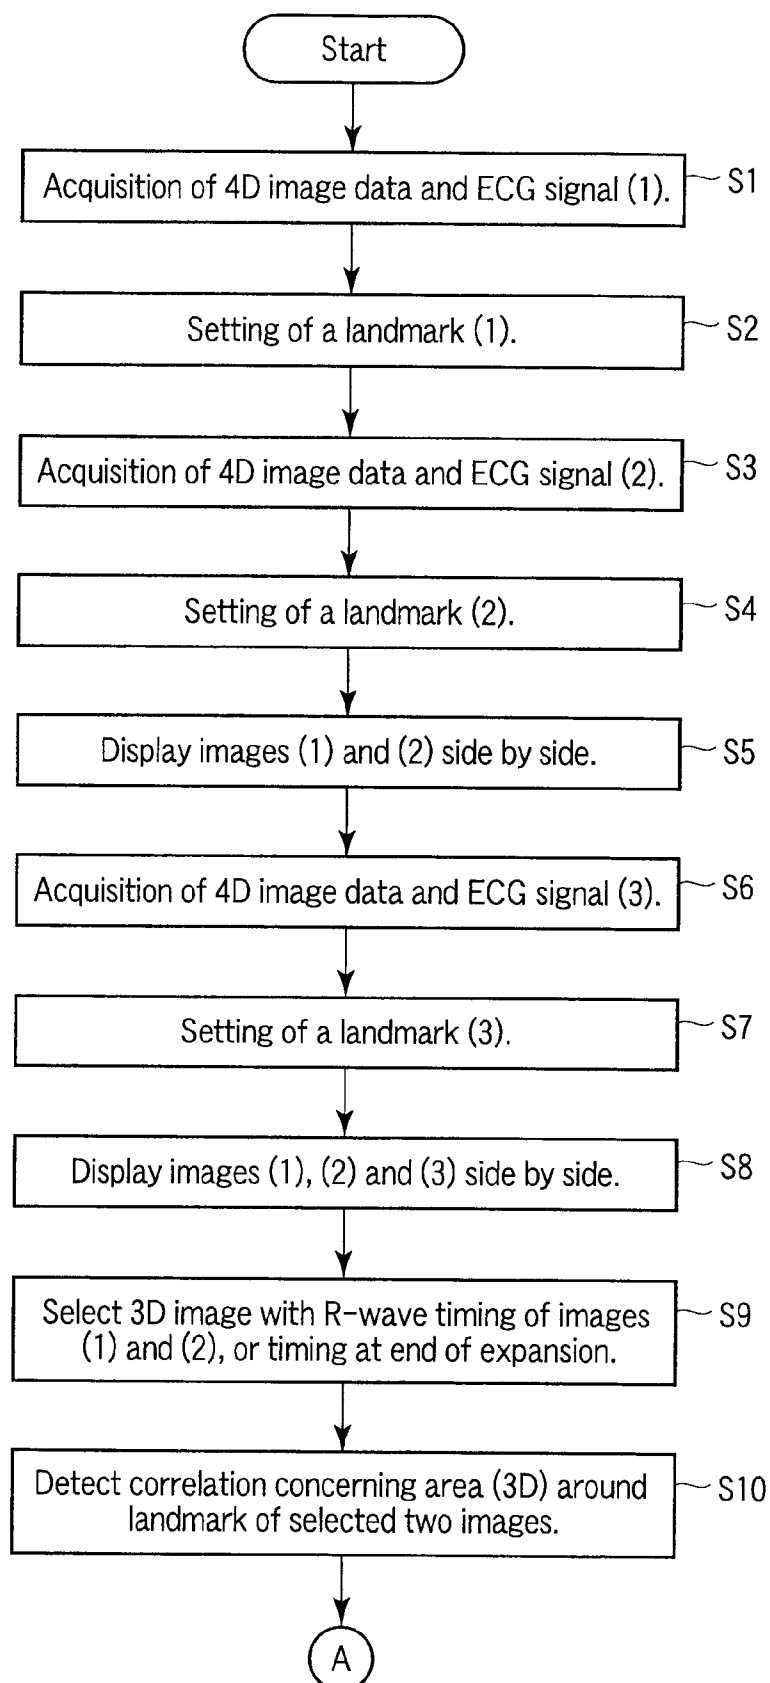 Start
Acquisition of 4D image data and ECG signal (1).
S1
Setting of a landmark (1).
S2
Acquisition of 4D image data and ECG signal (2).
S3
Setting of a landmark (2).
S4
Display images (1) and (2) side by side.
S5
Acquisition of 4D image data and ECG signal (3).
S6
Setting of a landmark (3).
S7
Display images (1), (2) and (3) side by side.
S8
Select 3D image with R-wave timing of images
(1) and (2), or timing at end of expansion.
S9
Detect correlation concerning area (3D) around
landmark of selected two images.
S10
A